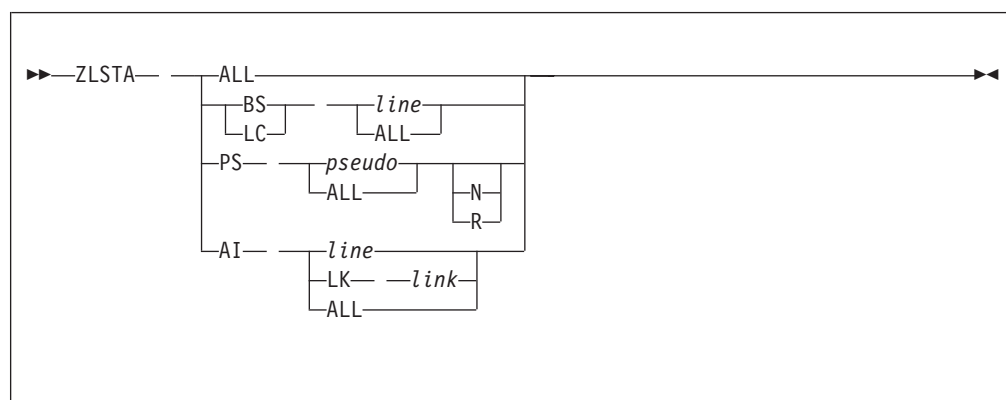 ZLSTA ALL
BS line
LC ALL
PS pseudo
ALL N
R
AI line
LK link
ALL